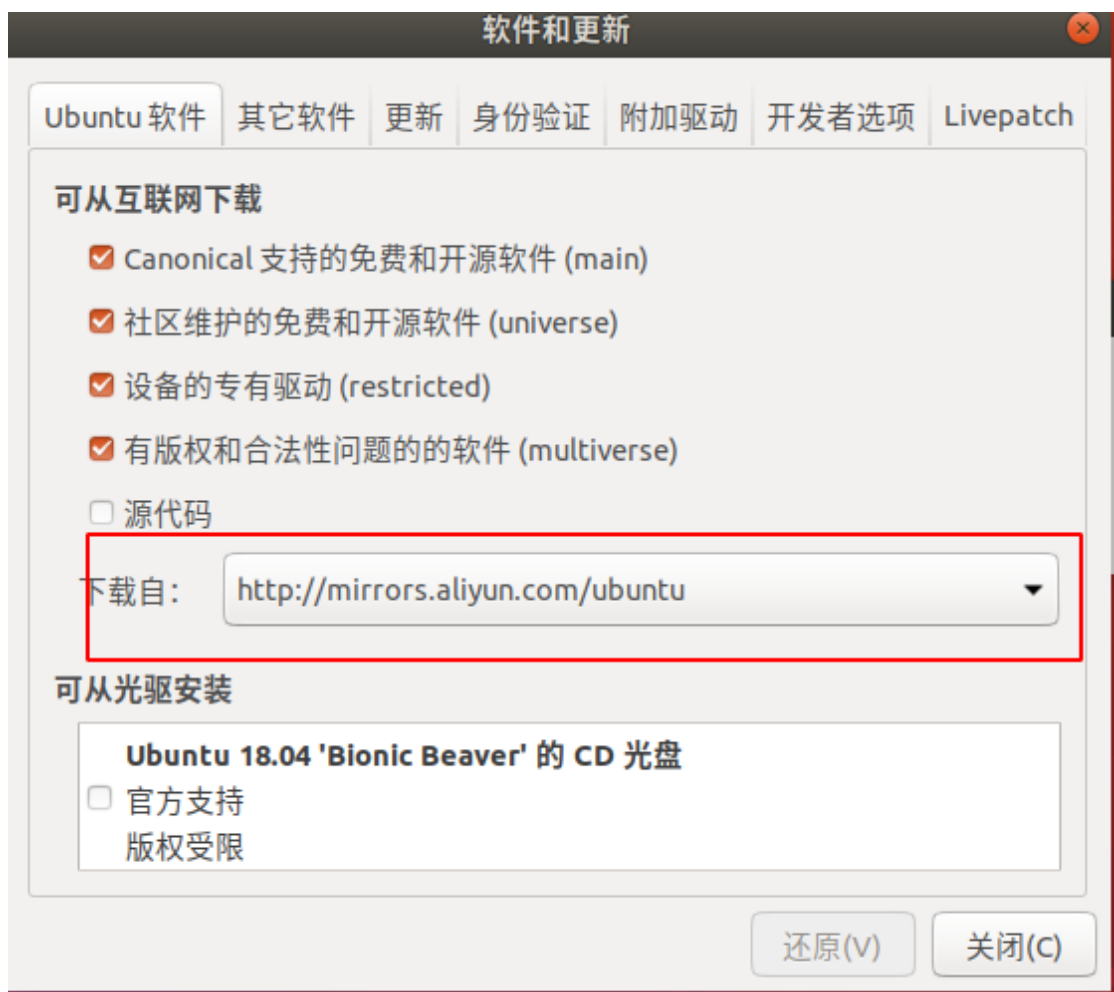 软件和更新
Ubuntu 软件 其它软件 更新 身份验证 附加驱动 开发者选项 Livepatch
可从互联网下载
Canonical 支持的免费和开源软件 (main)
社区维护的免费和开源软件 (universe)
设备的专有驱动 (restricted)
有版权和合法性问题的的软件 (multiverse)
源代码
下载自： http://mirrors.aliyun.com/ubuntu
可从光驱安装
Ubuntu 18.04 'Bionic Beaver' 的 CD 光盘
官方支持
版权受限
还原(V) 关闭(C)